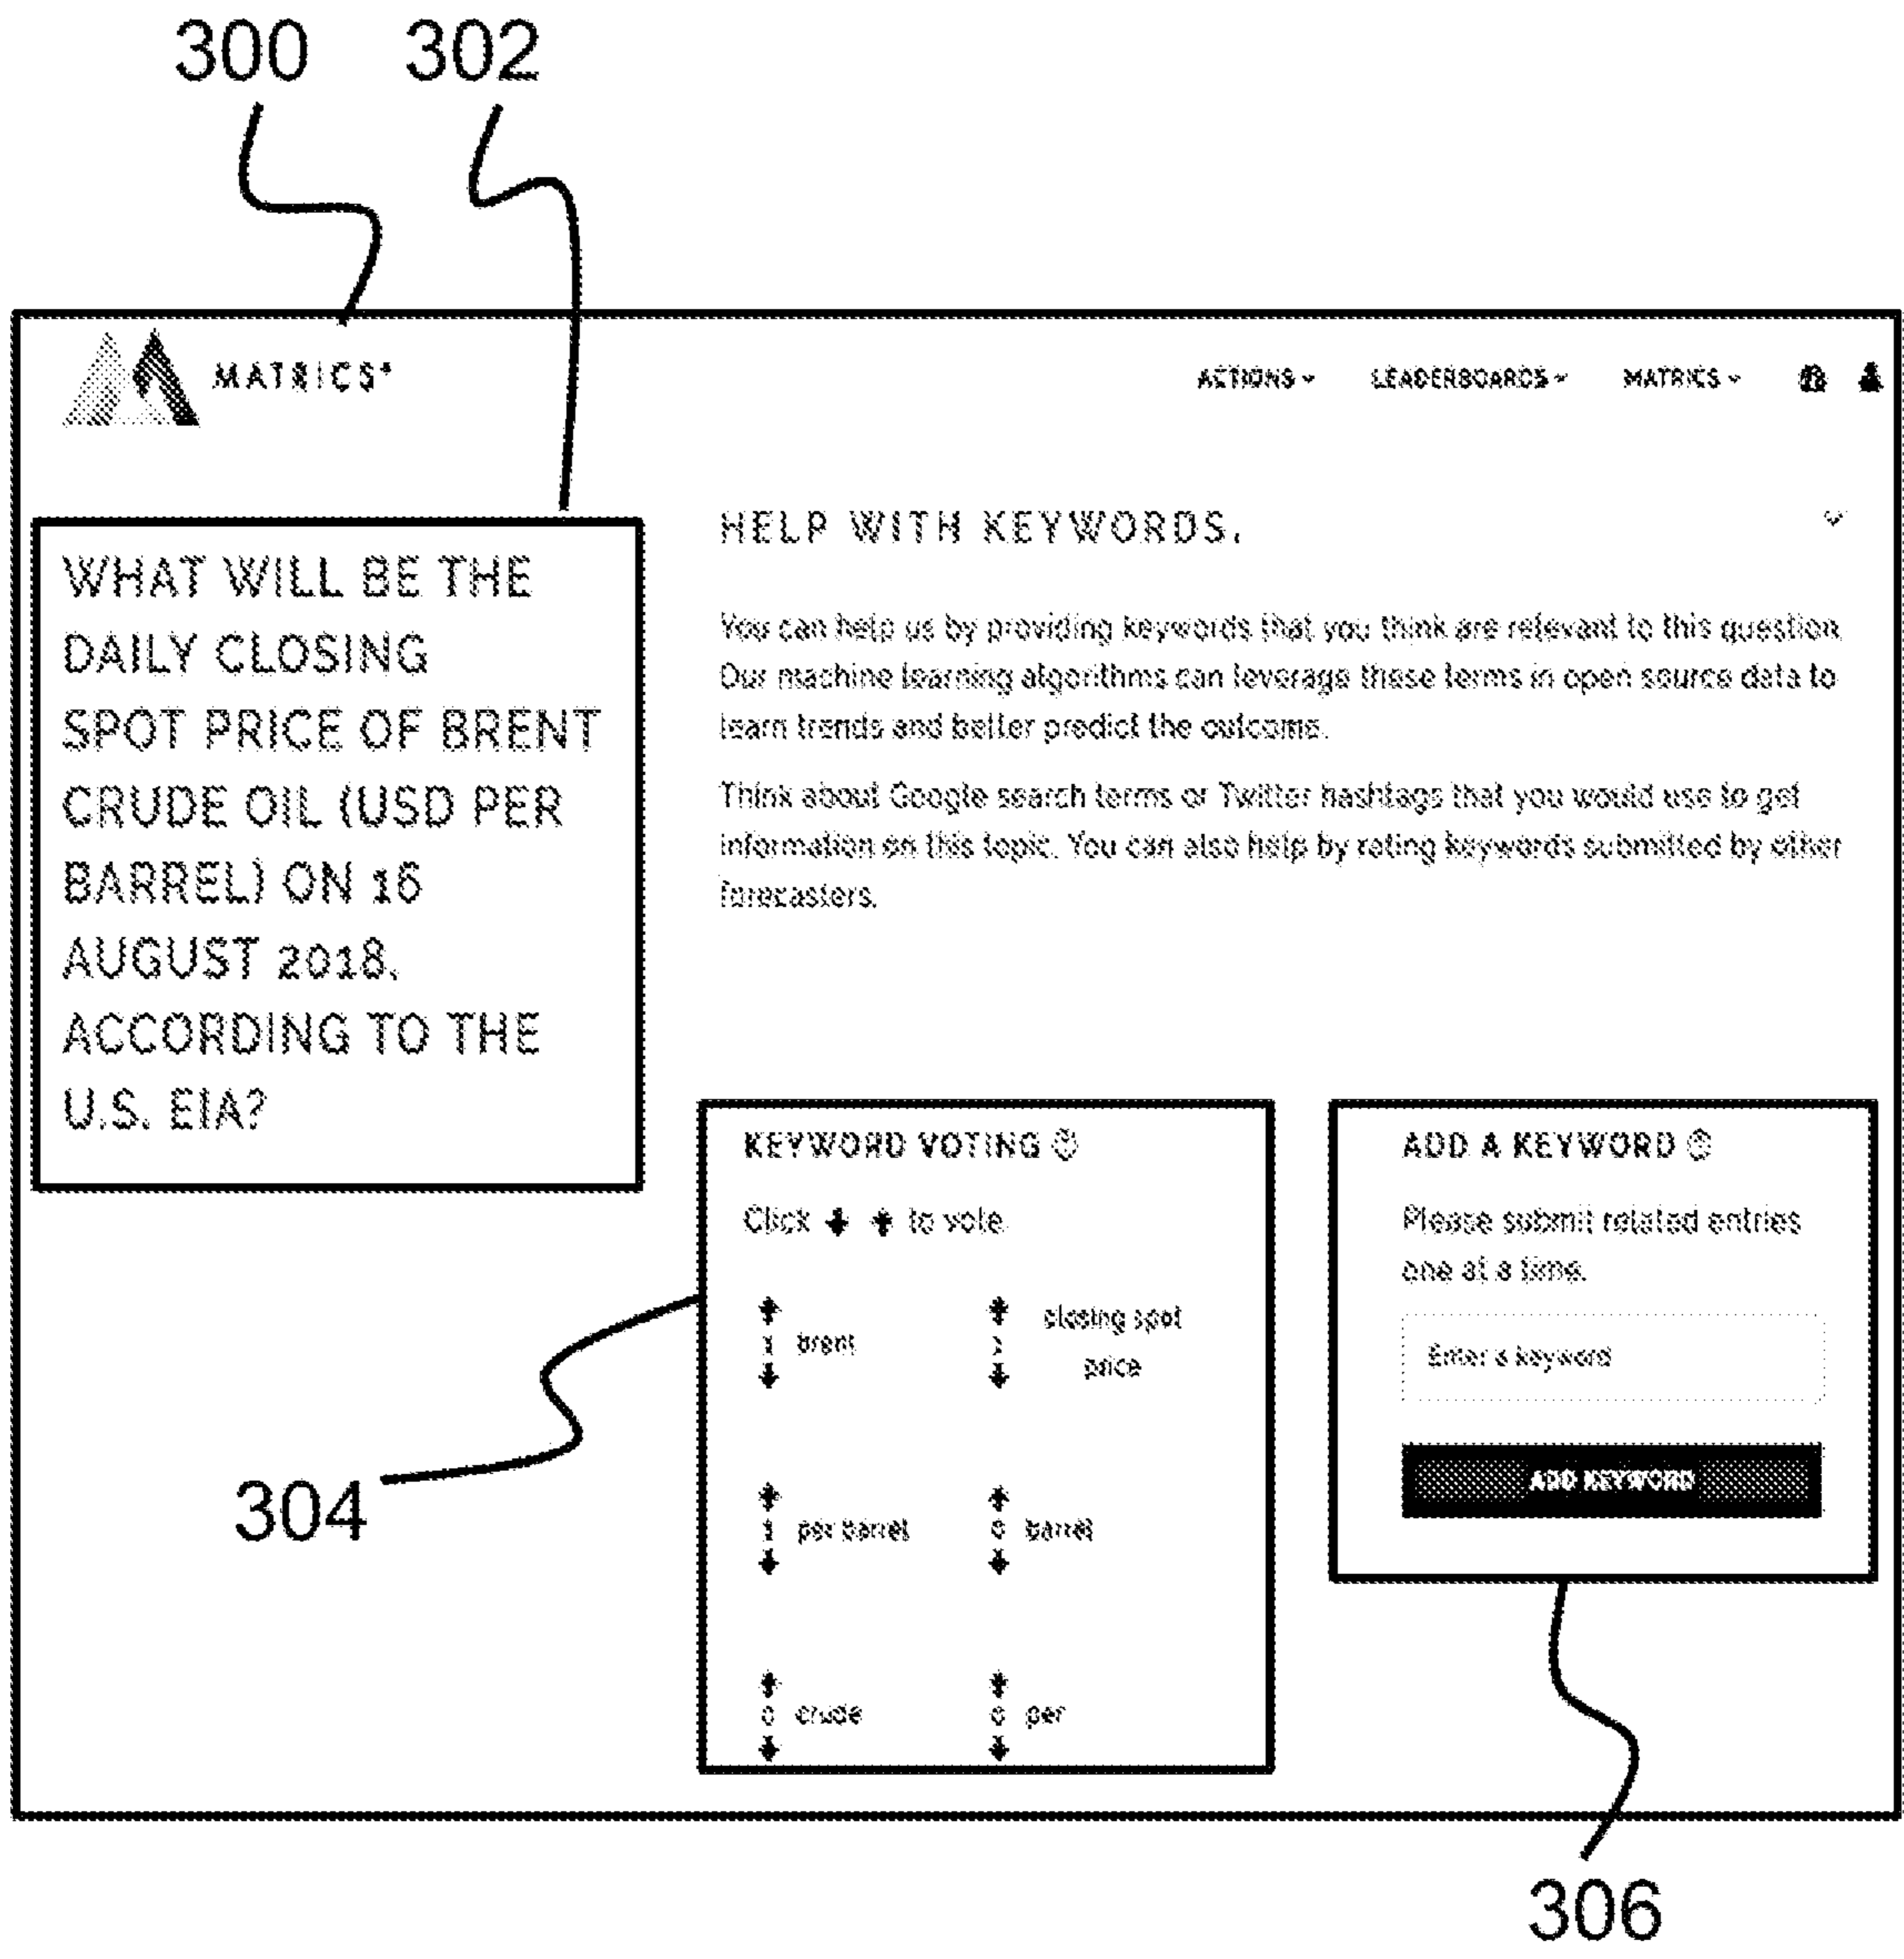 300 302
MATRICS+
ACTIONS LEADERBOARDS MATRICS
WHAT WILL BE THE
DAILY CLOSING
SPOT PRICE OF BRENT
CRUDE OIL (USD PER
BARREL) ON 16
AUGUST 2018,
ACCORDING TO THE
U.S. EIA?
HELP WITH KEYWORDS.
You can help us by providing keywords that you think are relevant to this question.
Our machine learning algorithms can leverage these terms in open source data to
learn trends and better predict the outcome.
Think about Google search terms or Twitter hashtags that you would use to get
information on this topic. You can also help by rating keywords submitted by other
forecasters.
KEYWORD VOTING
Click to vote
brent
closing spot
price
per barrel
0 barrel
0 crude
0 per
ADD A KEYWORD
Please submit related entries
one at a time.
Enter a keyword
ADD KEYWORD
304
306